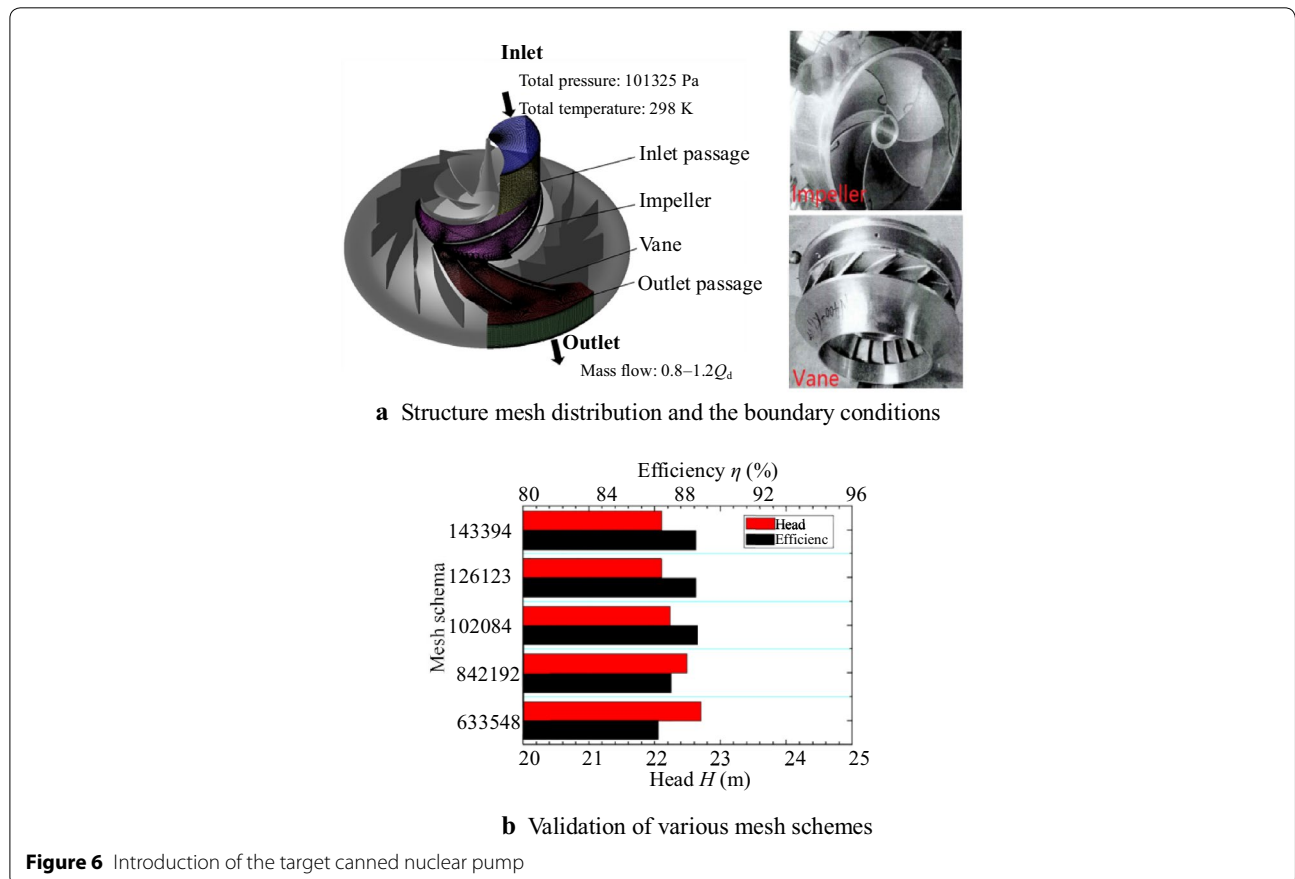 Inlet
Total pressure: 101325 Pa
Total temperature: 298 K
Inlet passage
Impeller
Vane
Outlet passage
Outlet
Mass flow: 0.8–1.2Qd
Impeller
Vane
a Structure mesh distribution and the boundary conditions
Efficiency η (%)
80 84 88 92 96
Head
Efficienc
Mesh schema
143394
126123
102084
842192
633548
20 21 22 23 24 25
Head H (m)
b Validation of various mesh schemes
Figure 6 Introduction of the target canned nuclear pump